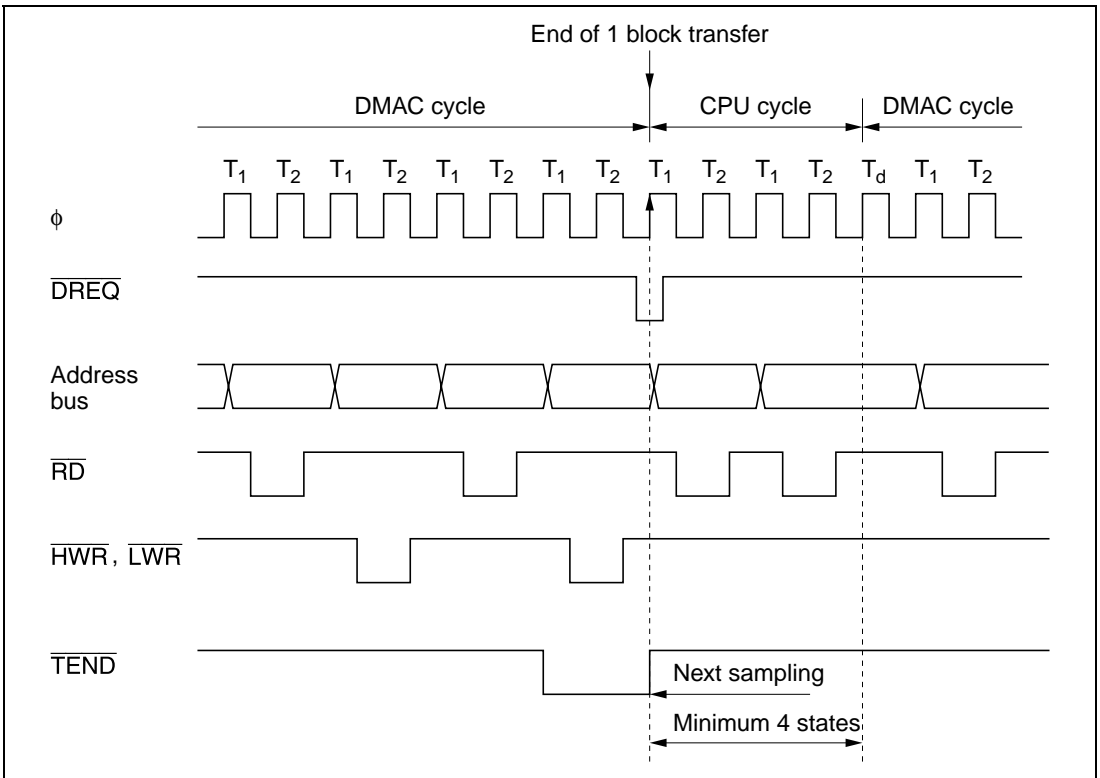 End of 1 block transfer
DMAC cycle CPU cycle DMAC cycle
T1 T2 T1 T2 T1 T2 T1 T2 T1 T2 T1 T2 Td T1 T2
φ
DREQ
Address
bus
RD
HWR, LWR
TEND
Next sampling
Minimum 4 states